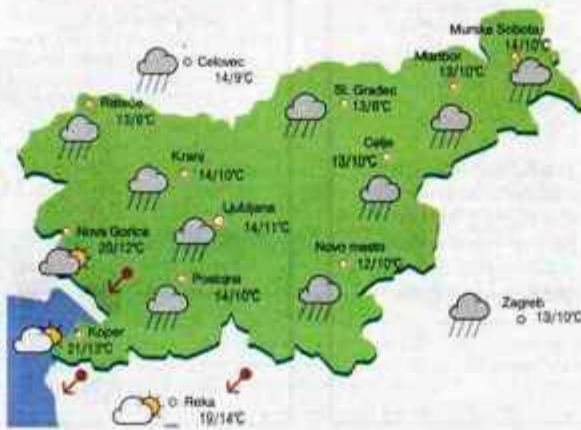 Murska Sobota
14/10°C
Maribor
13/10°C
Celovec
14/9°C
Sl. Gradec
13/8°C
Rateče
13/8°C
Celje
13/10°C
Kranj
14/10°C
Ljubljana
14/11°C
Nova Gorica
20/12°C
Novo mesto
12/10°C
Postojna
14/10°C
Zagreb
13/10°C
Koper
21/13°C
Reka
19/14°C